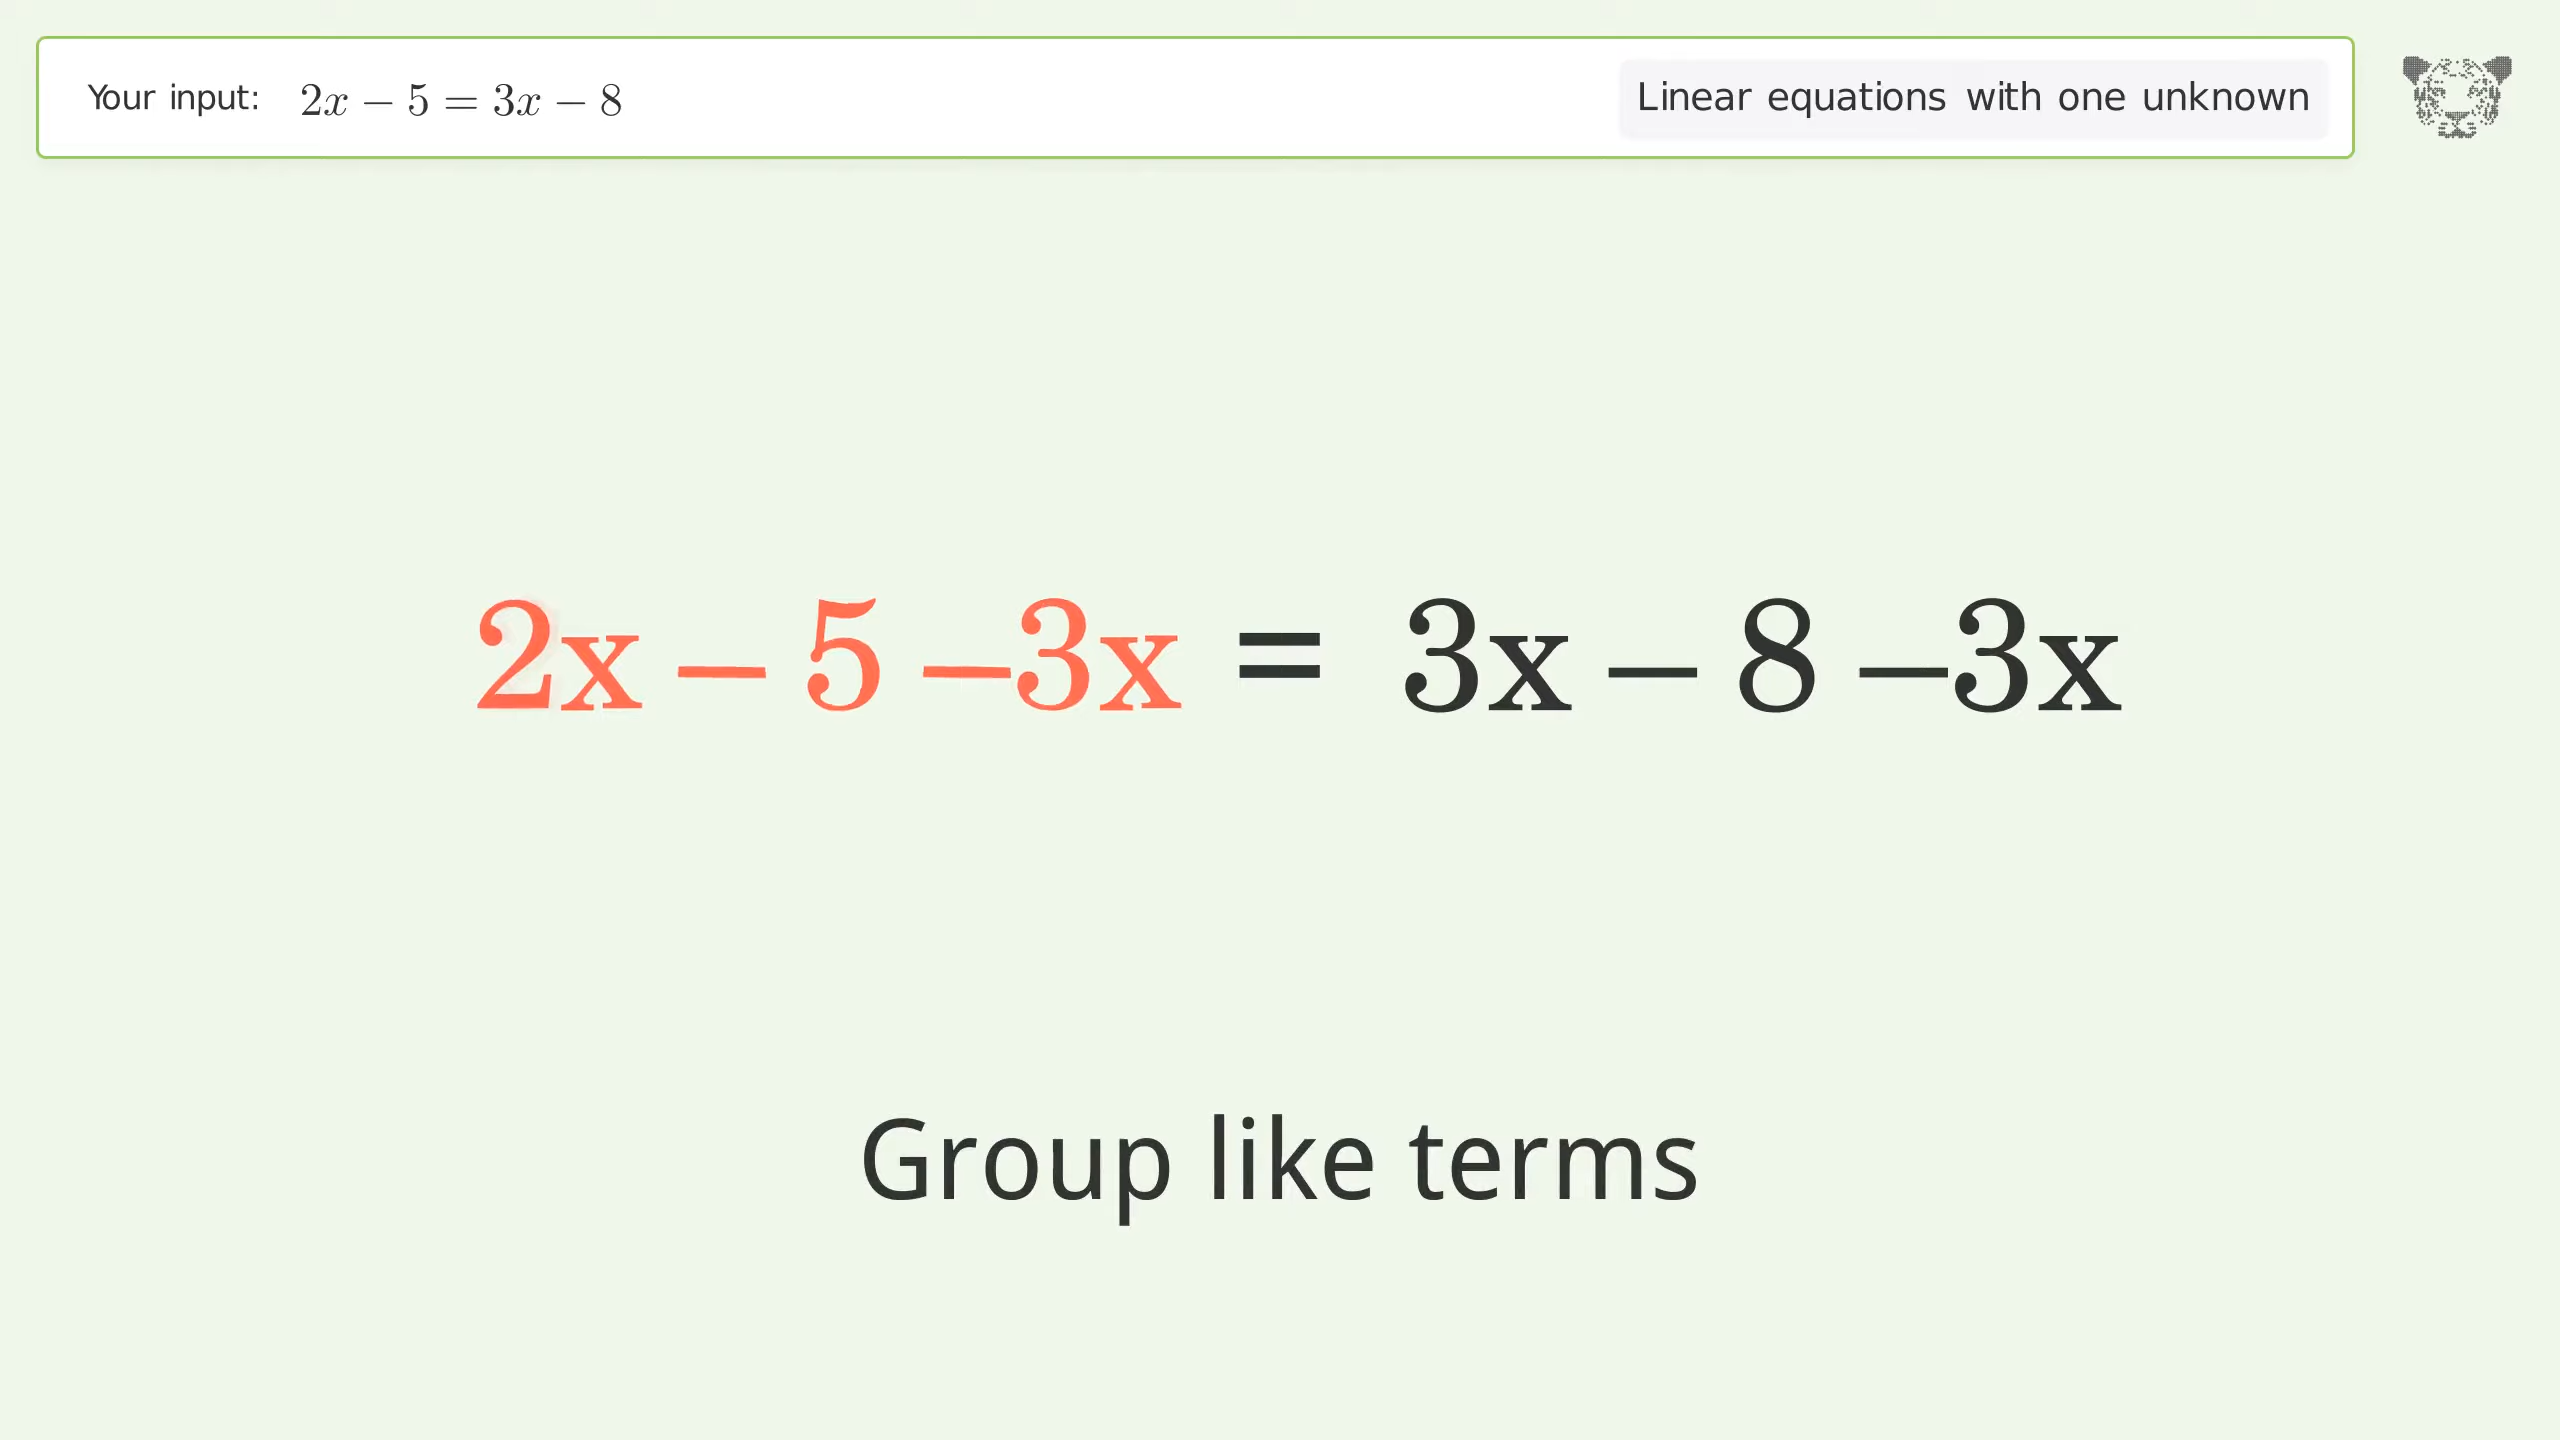 Your input: 2x − 5 = 3x − 8 Linear equations with one unknown
2x − 5 −3x = 3x − 8 −3x
Group like terms